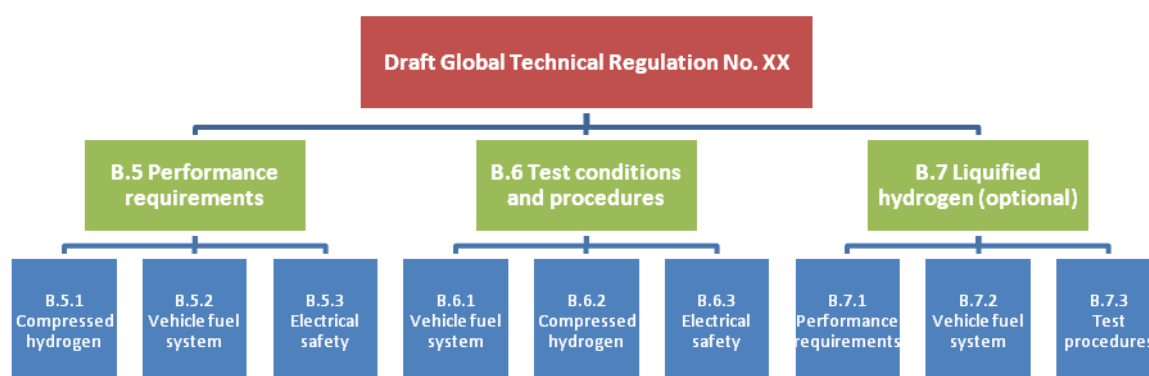 Draft Global Technical Regulation No. XX
B.5 Performance
requirements
B.6 Test conditions
and procedures
B.7 Liquified
hydrogen (optional)
B.5.1
Compressed
hydrogen
B.5.2
Vehicle fuel
system
B.5.3
Electrical
safety
B.6.1
Vehicle fuel
system
B.6.2
Compressed
hydrogen
B.6.3
Electrical
safety
B.7.1
Performance
requirements
B.7.2
Vehicle fuel
system
B.7.3
Test
procedures